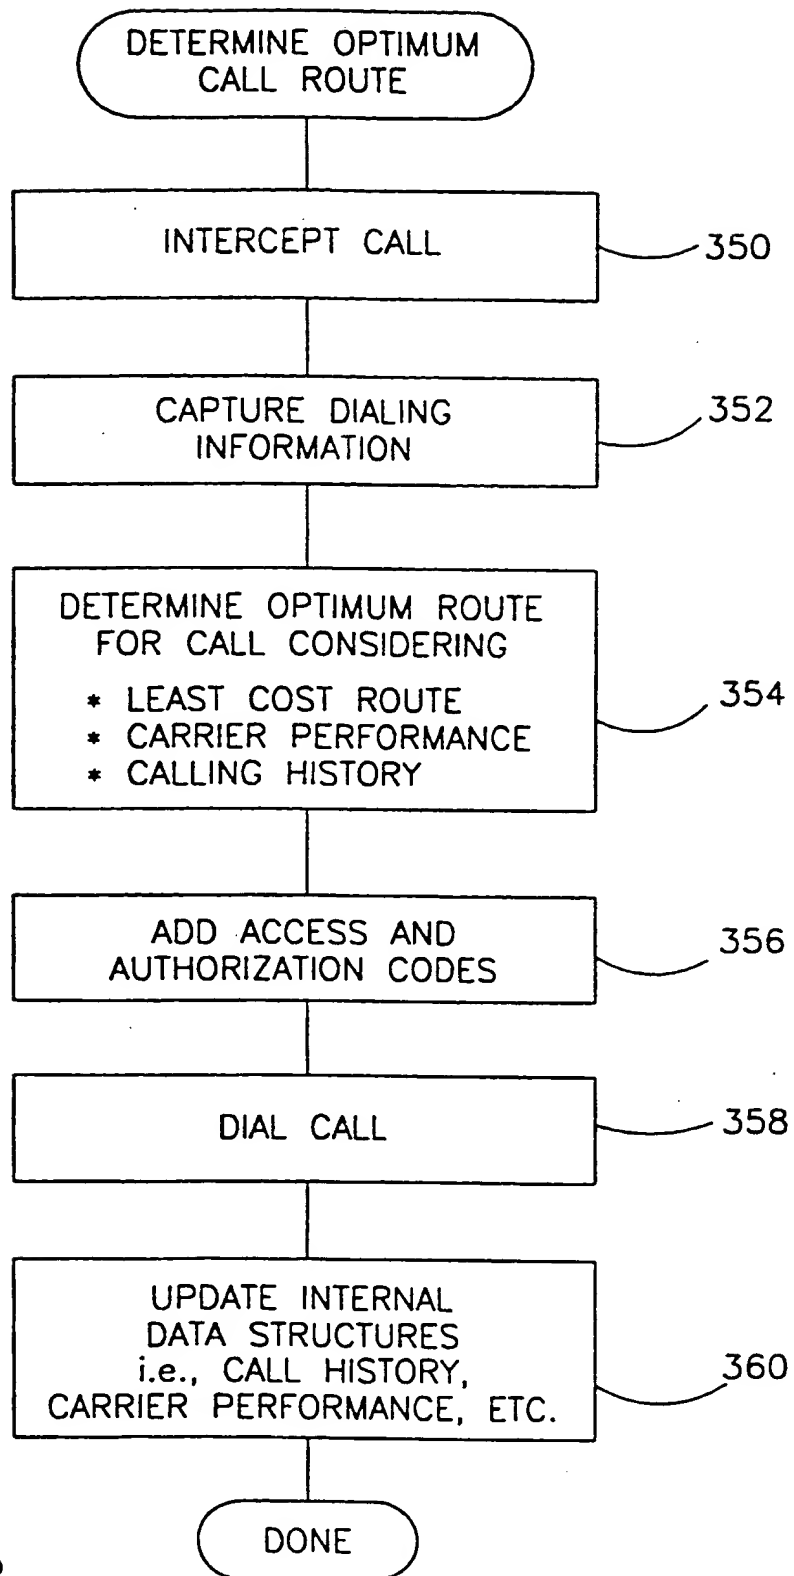 DETERMINE OPTIMUM
CALL ROUTE
INTERCEPT CALL
350
CAPTURE DIALING
INFORMATION
352
DETERMINE OPTIMUM ROUTE
FOR CALL CONSIDERING
* LEAST COST ROUTE
* CARRIER PERFORMANCE
* CALLING HISTORY
354
ADD ACCESS AND
AUTHORIZATION CODES
356
DIAL CALL
358
UPDATE INTERNAL
DATA STRUCTURES
i.e., CALL HISTORY,
CARRIER PERFORMANCE, ETC.
360
DONE